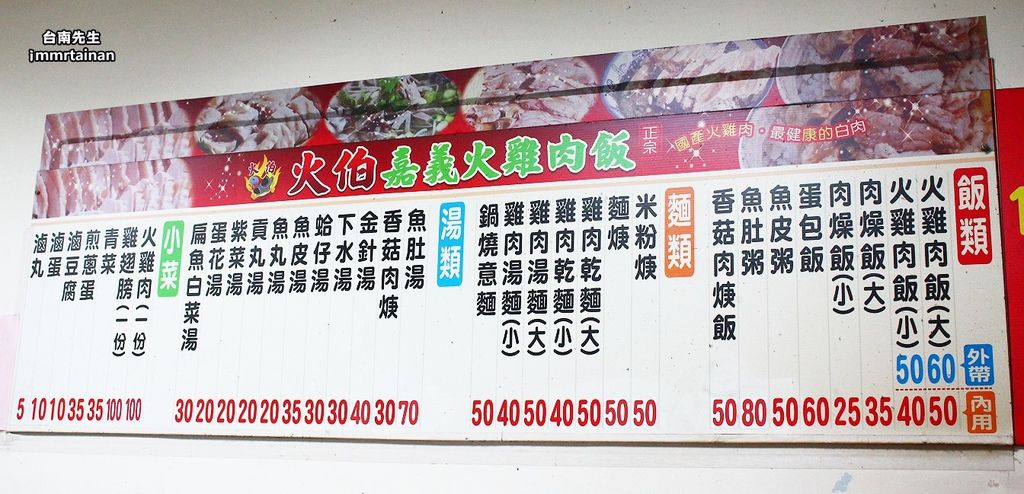 台南先生
immrtainan
火伯
火伯嘉義火雞肉飯
正宗
國產火雞肉・最健康的白肉
飯類
外帶
內用
火雞肉飯(大) 60 50
火雞肉飯(小) 50 40
肉燥飯(大) 35
肉燥飯(小) 25
蛋包飯 60
魚皮粥 50
魚肚粥 80
香菇肉焿飯 50
麵類
米粉焿 50
麵焿 50
雞肉乾麵(大) 50
雞肉乾麵(小) 40
雞肉湯麵(大) 50
雞肉湯麵(小) 40
鍋燒意麵 50
湯類
魚肚湯 70
香菇肉焿 30
金針湯 40
下水湯 30
蛤仔湯 30
魚皮湯 35
魚丸湯 20
貢丸湯 20
紫菜湯 20
蛋花湯 20
扁魚白菜湯 30
小菜
火雞肉(一份) 100
雞翅膀(一份) 100
青菜 35
煎蔥蛋 35
滷豆腐 10
滷蛋 10
滷丸 5